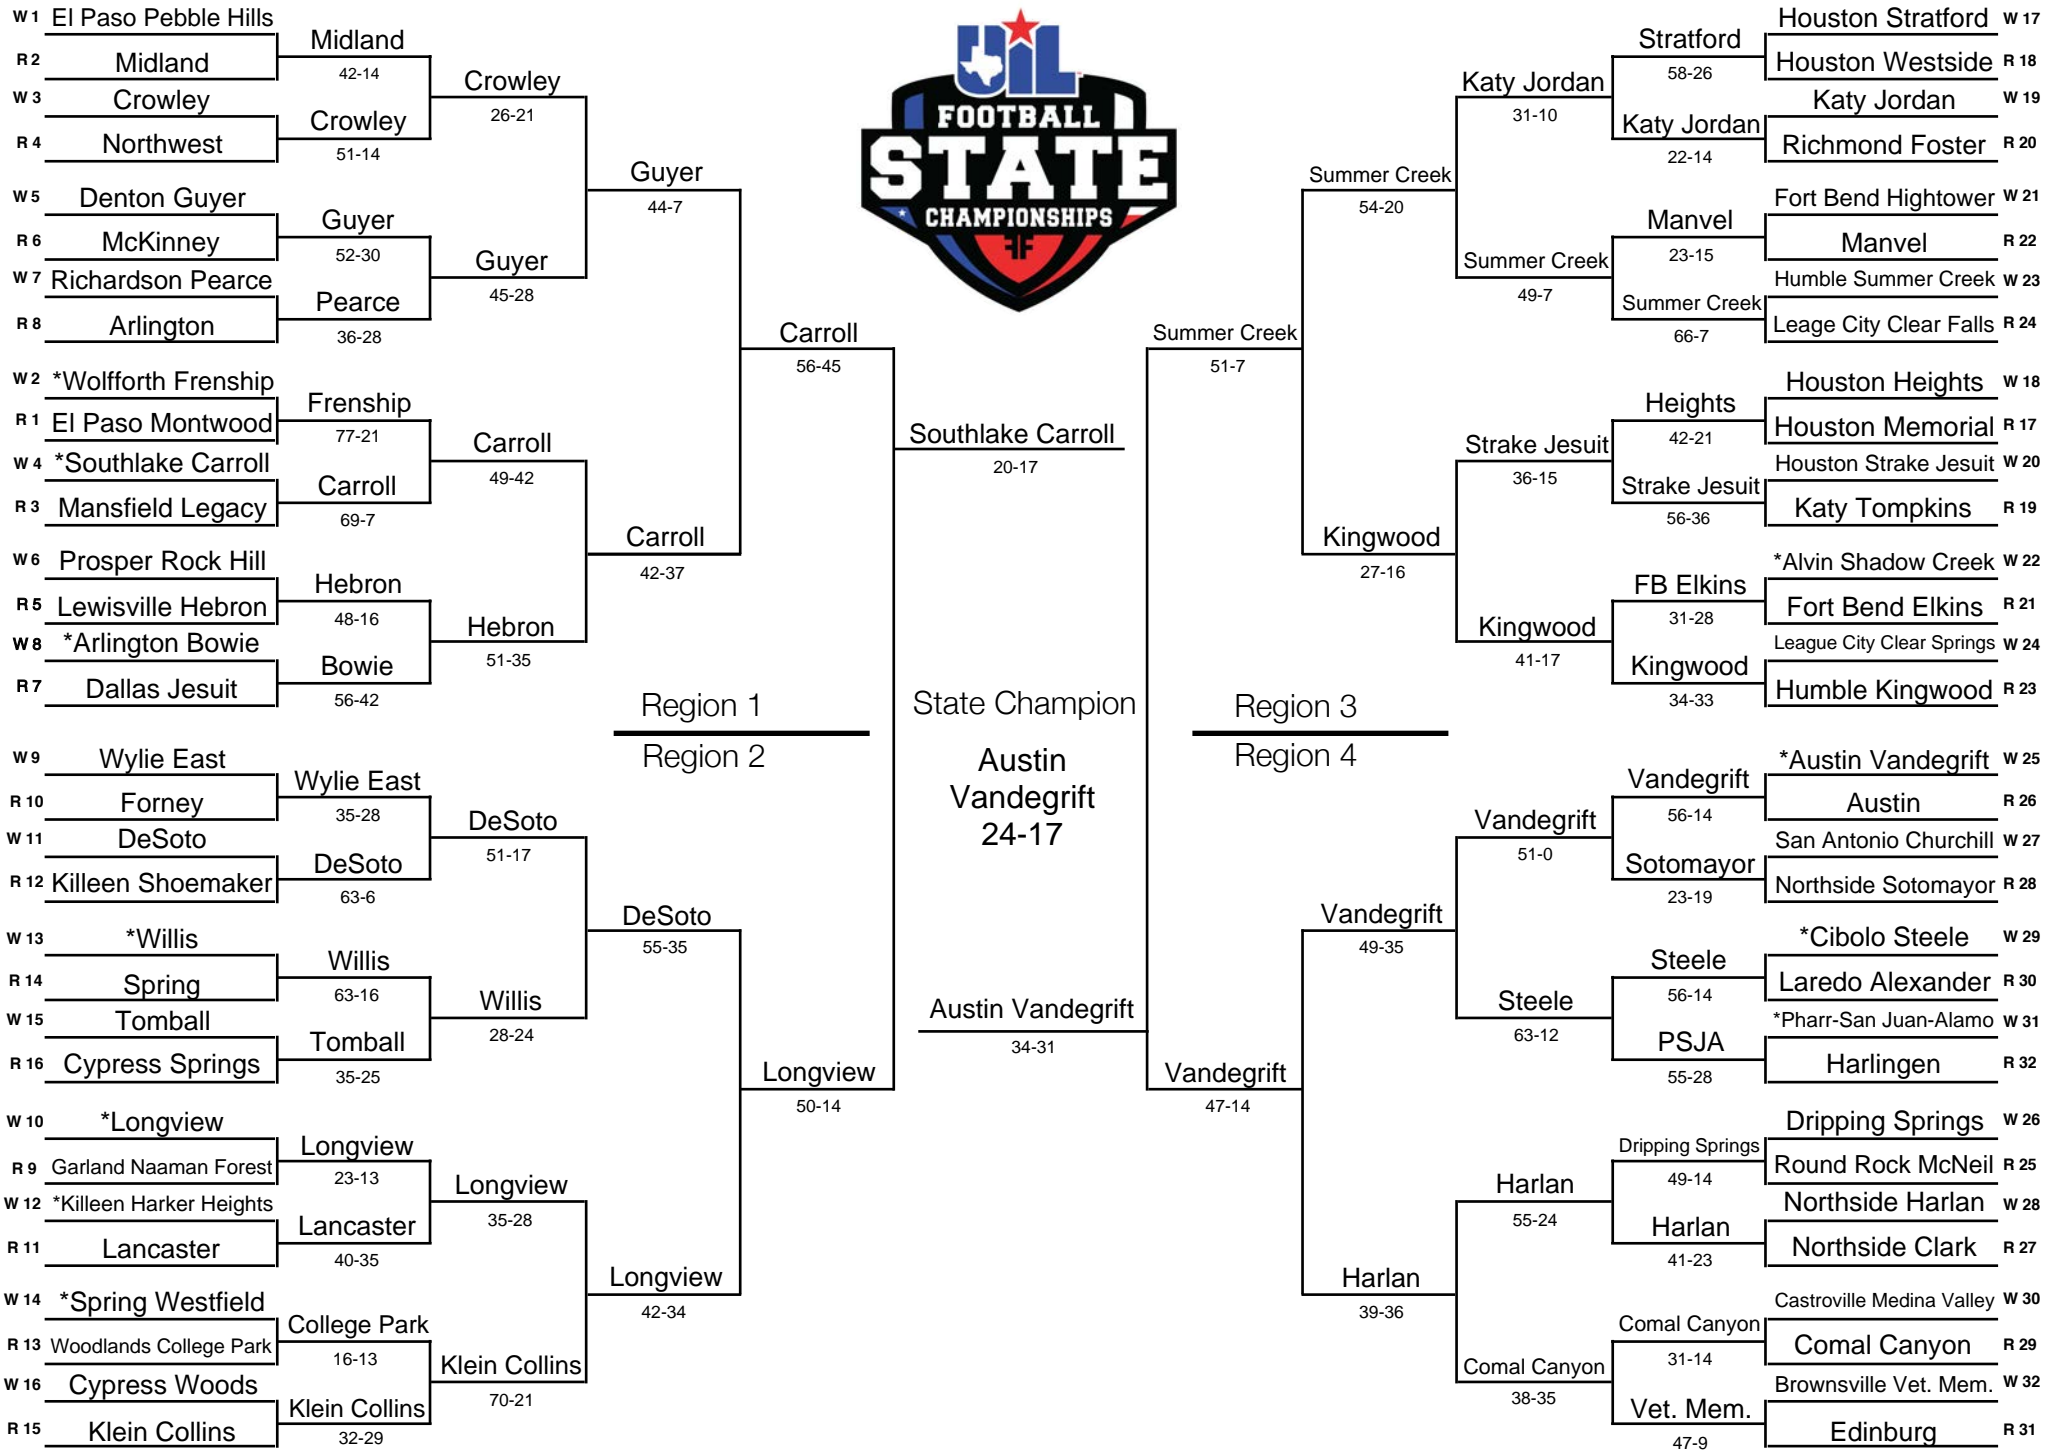 W 1 El Paso Pebble Hills
R 2 Midland
W 3 Crowley
R 4 Northwest
W 5 Denton Guyer
R 6 McKinney
W 7 Richardson Pearce
R 8 Arlington
W 2 *Wolfforth Frenship
R 1 El Paso Montwood
W 4 *Southlake Carroll
R 3 Mansfield Legacy
W 6 Prosper Rock Hill
R 5 Lewisville Hebron
W 8 *Arlington Bowie
R 7 Dallas Jesuit
W 9 Wylie East
R 10 Forney
W 11 DeSoto
R 12 Killeen Shoemaker
W 13 *Willis
R 14 Spring
W 15 Tomball
R 16 Cypress Springs
W 10 *Longview
R 9 Garland Naaman Forest
W 12 *Killeen Harker Heights
R 11 Lancaster
W 14 *Spring Westfield
R 13 Woodlands College Park
W 16 Cypress Woods
R 15 Klein Collins
Midland
42-14
Crowley
51-14
Guyer
52-30
Pearce
36-28
Frenship
77-21
Carroll
69-7
Hebron
48-16
Bowie
56-42
Wylie East
35-28
DeSoto
63-6
Willis
63-16
Tomball
35-25
Longview
23-13
Lancaster
40-35
College Park
16-13
Klein Collins
32-29
Crowley
26-21
Guyer
45-28
Carroll
49-42
Hebron
51-35
DeSoto
51-17
Willis
28-24
Longview
35-28
Klein Collins
70-21
Guyer
44-7
Carroll
42-37
DeSoto
55-35
Longview
42-34
Carroll
56-45
Longview
50-14
Southlake Carroll
20-17
UIL
FOOTBALL
STATE
CHAMPIONSHIPS
Region 1
Region 2
State Champion
Austin
Vandegrift
24-17
Region 3
Region 4
Austin Vandegrift
34-31
Summer Creek
51-7
Vandegrift
47-14
Summer Creek
54-20
Kingwood
27-16
Vandegrift
49-35
Harlan
39-36
Katy Jordan
31-10
Summer Creek
49-7
Strake Jesuit
36-15
Kingwood
41-17
Vandegrift
51-0
Steele
63-12
Harlan
55-24
Comal Canyon
38-35
Stratford
58-26
Katy Jordan
22-14
Manvel
23-15
Summer Creek
66-7
Heights
42-21
Strake Jesuit
56-36
FB Elkins
31-28
Kingwood
34-33
Vandegrift
56-14
Sotomayor
23-19
Steele
56-14
PSJA
55-28
Dripping Springs
49-14
Harlan
41-23
Comal Canyon
31-14
Vet. Mem.
47-9
Houston Stratford W 17
Houston Westside R 18
Katy Jordan W 19
Richmond Foster R 20
Fort Bend Hightower W 21
Manvel R 22
Humble Summer Creek W 23
Leage City Clear Falls R 24
Houston Heights W 18
Houston Memorial R 17
Houston Strake Jesuit W 20
Katy Tompkins R 19
*Alvin Shadow Creek W 22
Fort Bend Elkins R 21
League City Clear Springs W 24
Humble Kingwood R 23
*Austin Vandegrift W 25
Austin R 26
San Antonio Churchill W 27
Northside Sotomayor R 28
*Cibolo Steele W 29
Laredo Alexander R 30
*Pharr-San Juan-Alamo W 31
Harlingen R 32
Dripping Springs W 26
Round Rock McNeil R 25
Northside Harlan W 28
Northside Clark R 27
Castroville Medina Valley W 30
Comal Canyon R 29
Brownsville Vet. Mem. W 32
Edinburg R 31